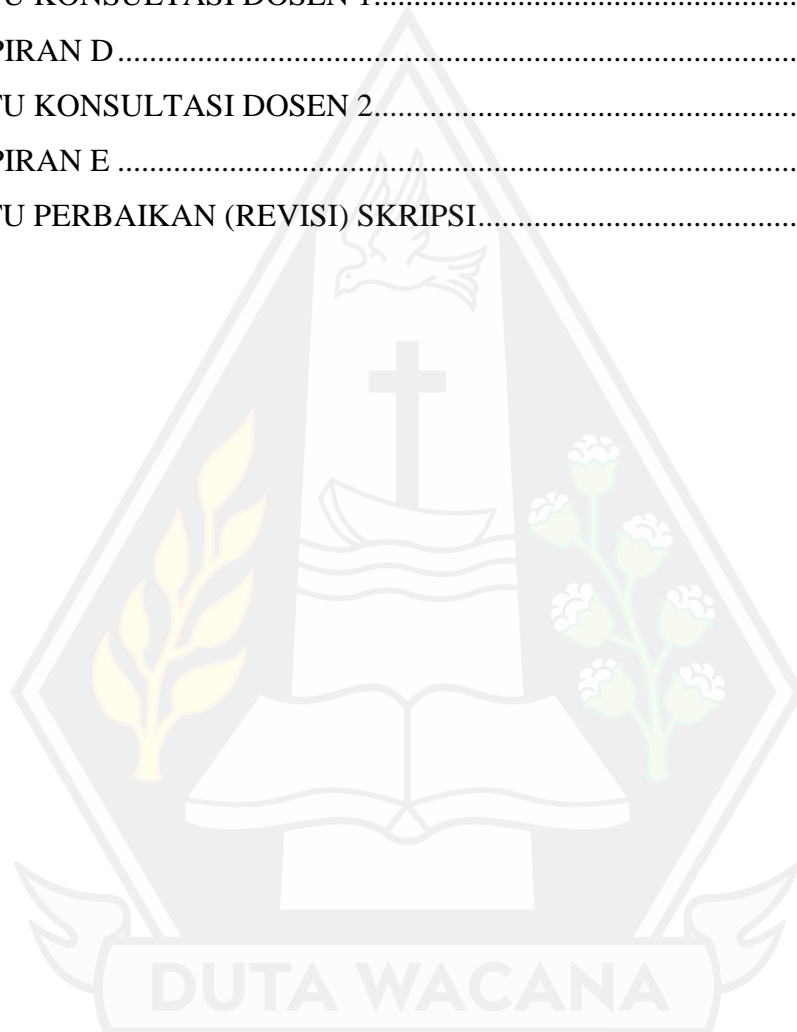 U KONSULTASI DOSEN 1..........................................................
PIRAN D..........................................................................................
TU KONSULTASI DOSEN 2..........................................................
PIRAN E..........................................................................................
TU PERBAIKAN (REVISI) SKRIPSI............................................
DUTA WACANA